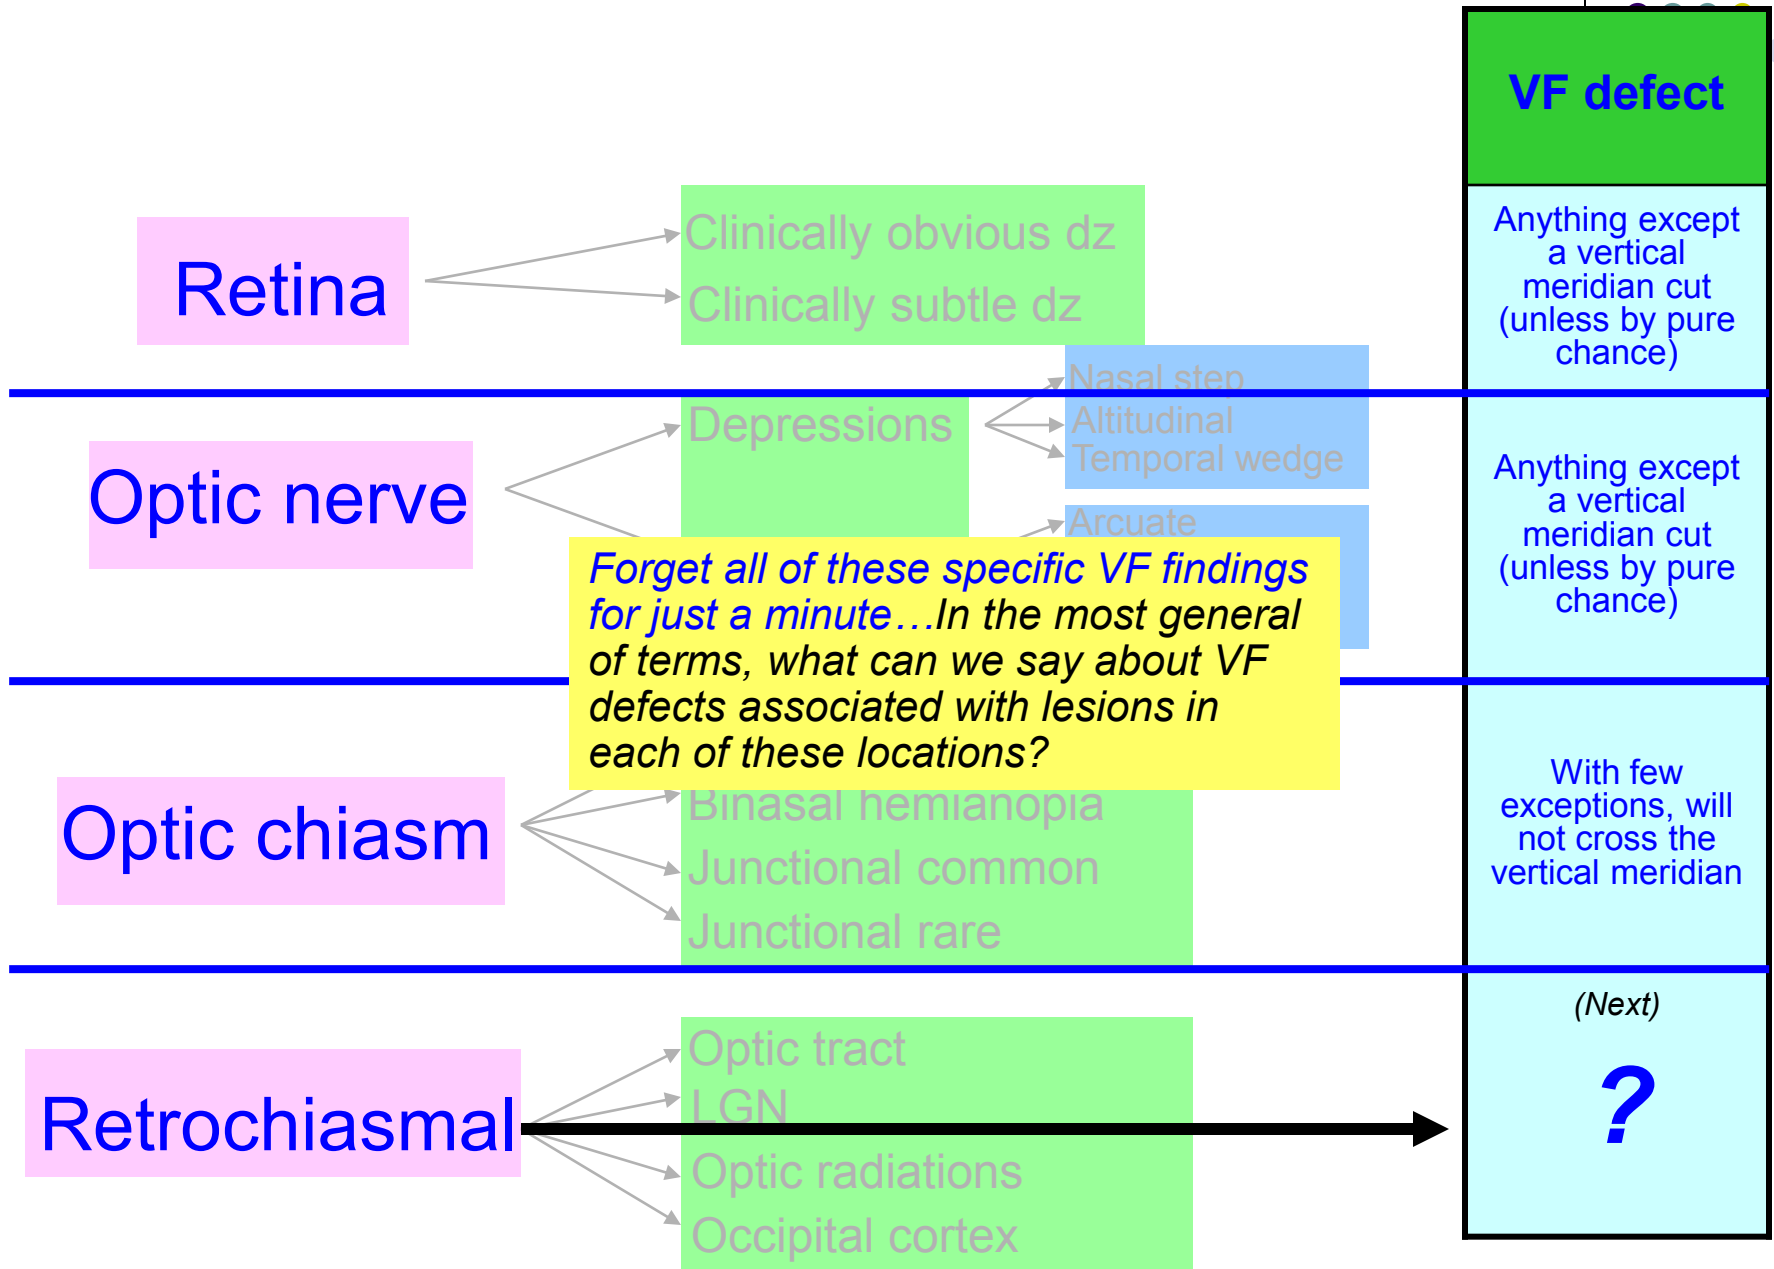 VF defect
Retina
Clinically obvious dz
Clinically subtle dz
Anything except
a vertical
meridian cut
(unless by pure
chance)
Optic nerve
Depressions
Nasal step
Altitudinal
Temporal wedge
Arcuate
Anything except
a vertical
meridian cut
(unless by pure
chance)
Forget all of these specific VF findings
for just a minute…In the most general
of terms, what can we say about VF
defects associated with lesions in
each of these locations?
Optic chiasm
Binasal hemianopia
Junctional common
Junctional rare
With few
exceptions, will
not cross the
vertical meridian
Retrochiasmal
Optic tract
LGN
Optic radiations
Occipital cortex
(Next)
?